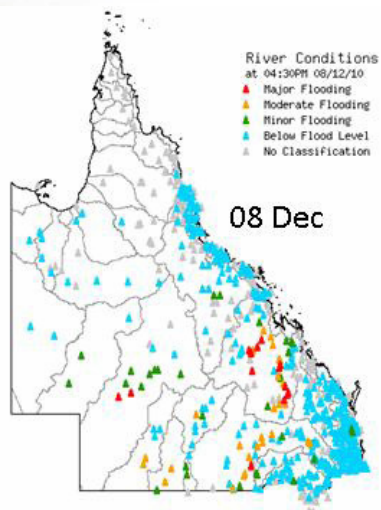 River Conditions
at 04:30PM 08/12/10
Major Flooding
Moderate Flooding
Minor Flooding
Below Flood Level
No Classification
08 Dec